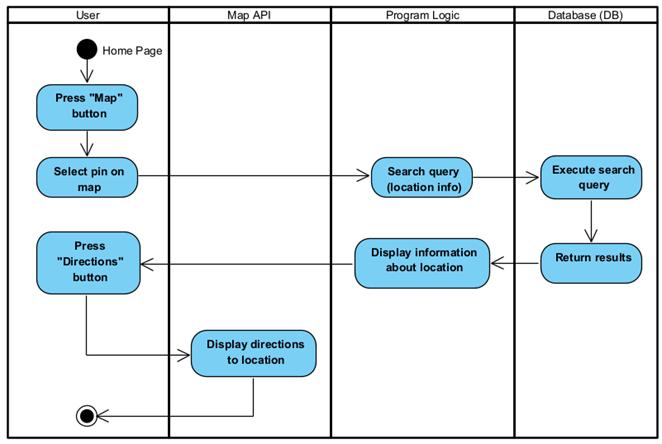 User
Map API
Program Logic
Database (DB)
Home Page
Press "Map"
button
Select pin on
map
Search query
(location info)
Execute search
query
Press
"Directions"
button
Display information
about location
Return results
Display directions
to location